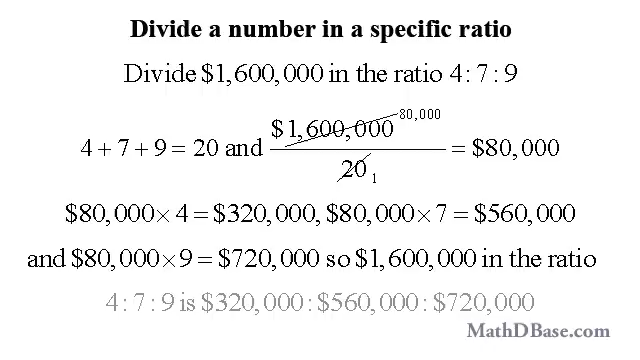 Divide a number in a specific ratio
Divide $1,600,000 in the ratio 4:7:9
4 + 7 + 9 = 20 and $1,600,000 80,000 / 20 1 = $80,000
$80,000 × 4 = $320,000, $80,000 × 7 = $560,000
and $80,000 × 9 = $720,000 so $1,600,000 in the ratio
4:7:9 is $320,000:$560,000:$720,000
MathDBase.com